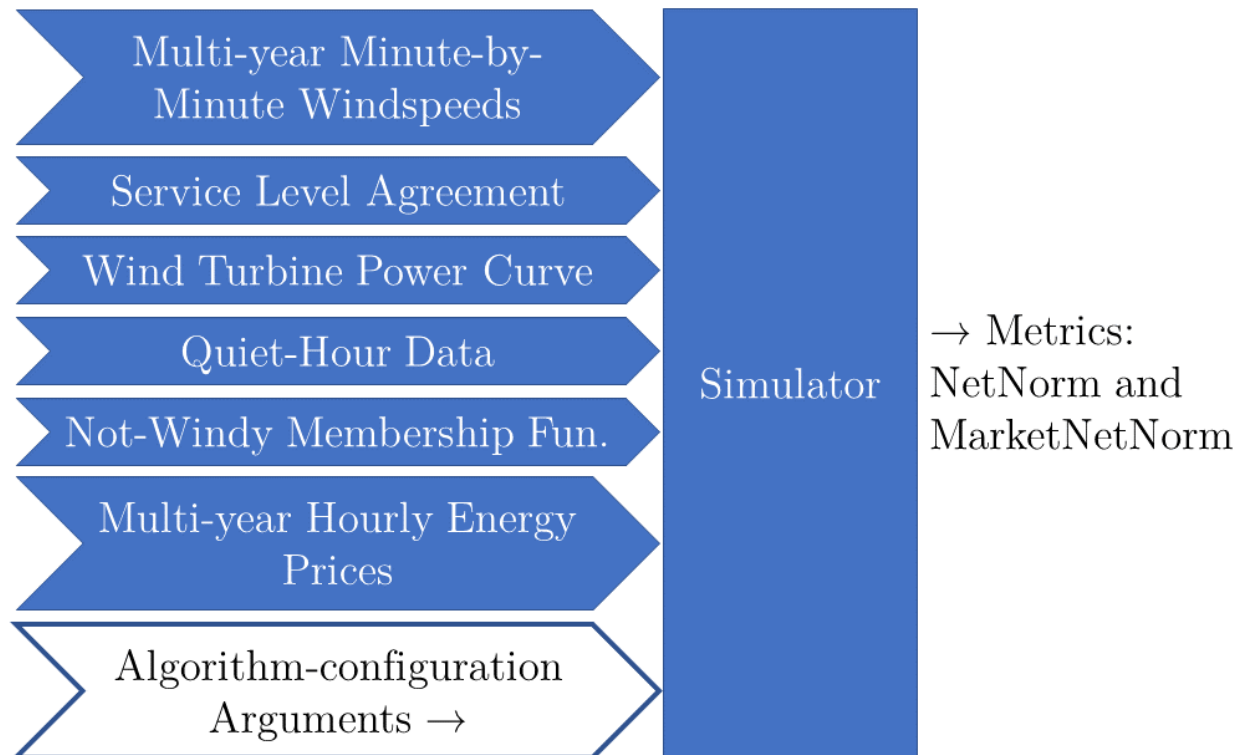 Multi-year Minute-by-
Minute Windspeeds
Service Level Agreement
Wind Turbine Power Curve
Quiet-Hour Data
Not-Windy Membership Fun.
Multi-year Hourly Energy
Prices
Algorithm-configuration
Arguments →
Simulator
→ Metrics:
NetNorm and
MarketNetNorm